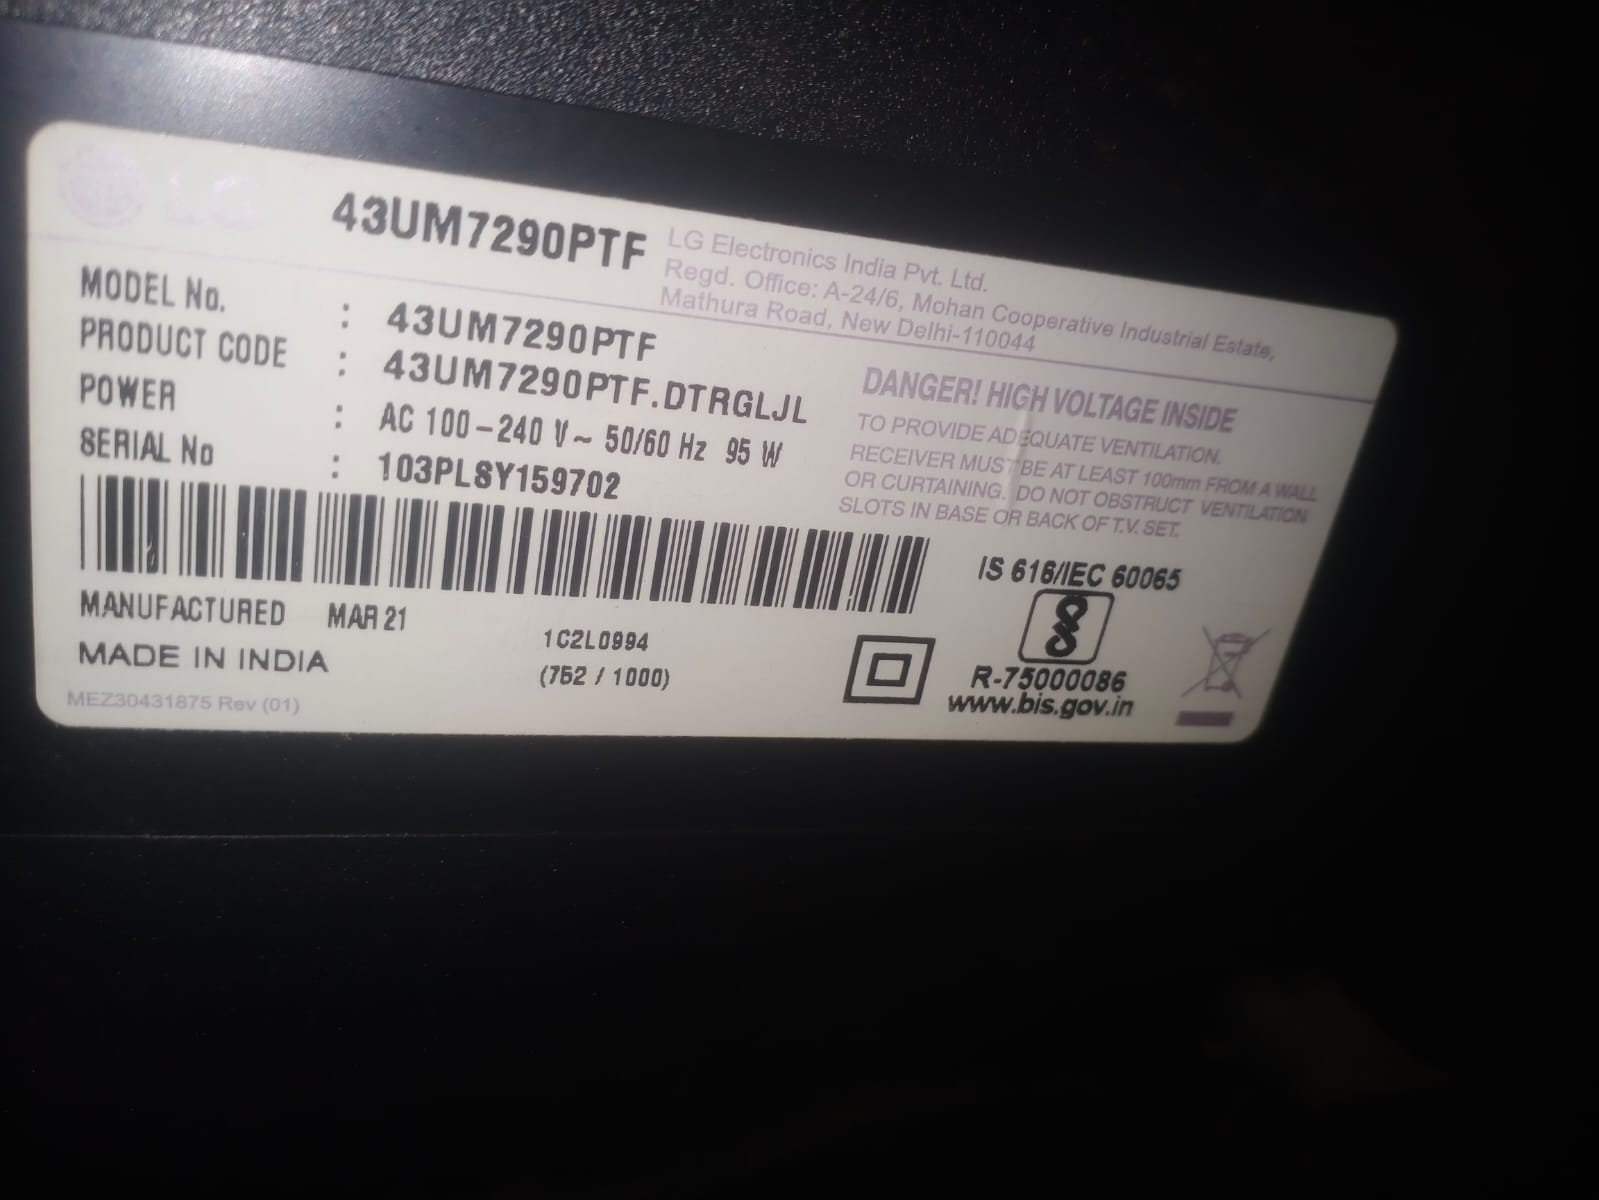 LG
43UM7290PTF
LG Electronics India Pvt. Ltd.
Regd. Office: A-24/6, Mohan Cooperative Industrial Estate,
Mathura Road, New Delhi-110044
MODEL No. : 43UM7290PTF
PRODUCT CODE : 43UM7290PTF.DTRGLJL
POWER : AC 100-240 V~ 50/60 Hz 95 W
SERIAL No : 103PLSY159702
DANGER! HIGH VOLTAGE INSIDE
TO PROVIDE ADEQUATE VENTILATION.
RECEIVER MUST BE AT LEAST 100mm FROM A WALL
OR CURTAINING. DO NOT OBSTRUCT VENTILATION
SLOTS IN BASE OR BACK OF T.V. SET.
MANUFACTURED MAR 21
MADE IN INDIA
MEZ30431875 Rev (01)
1C2L0994
(752 / 1000)
IS 616/IEC 60065
R-75000086
www.bis.gov.in